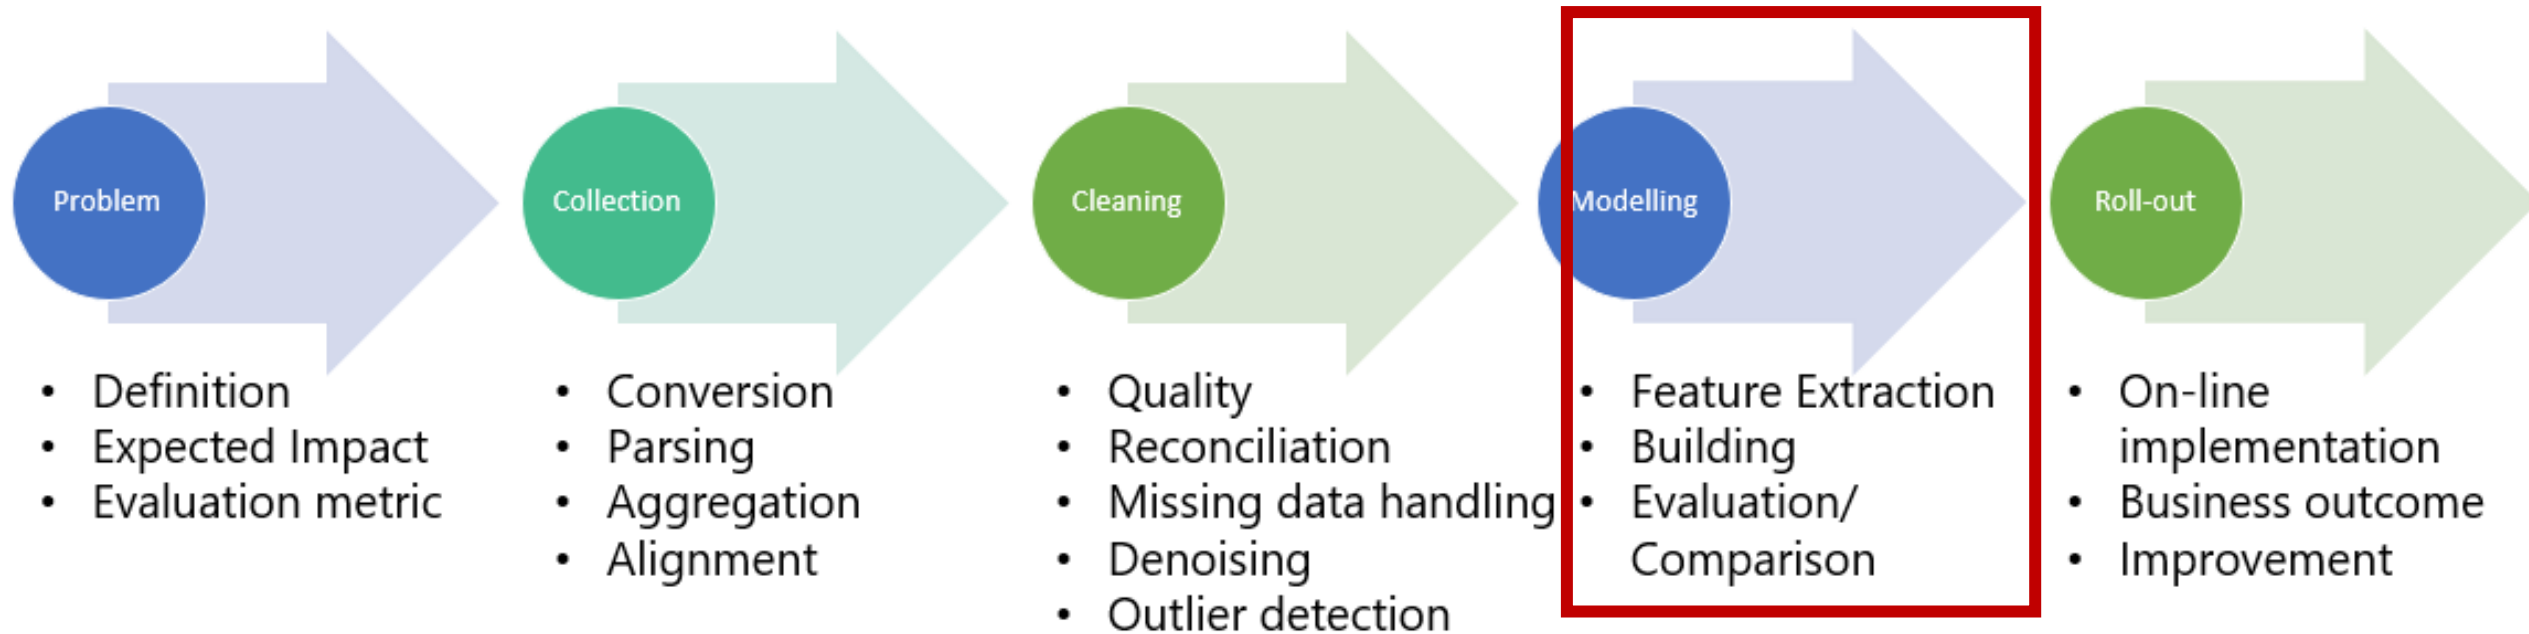 Problem
Collection
Cleaning
Modelling
Roll-out
• Definition
• Expected Impact
• Evaluation metric
• Conversion
• Parsing
• Aggregation
• Alignment
• Quality
• Reconciliation
• Missing data handling
• Denoising
• Outlier detection
• Feature Extraction
• Building
• Evaluation/
Comparison
• On-line
implementation
• Business outcome
• Improvement